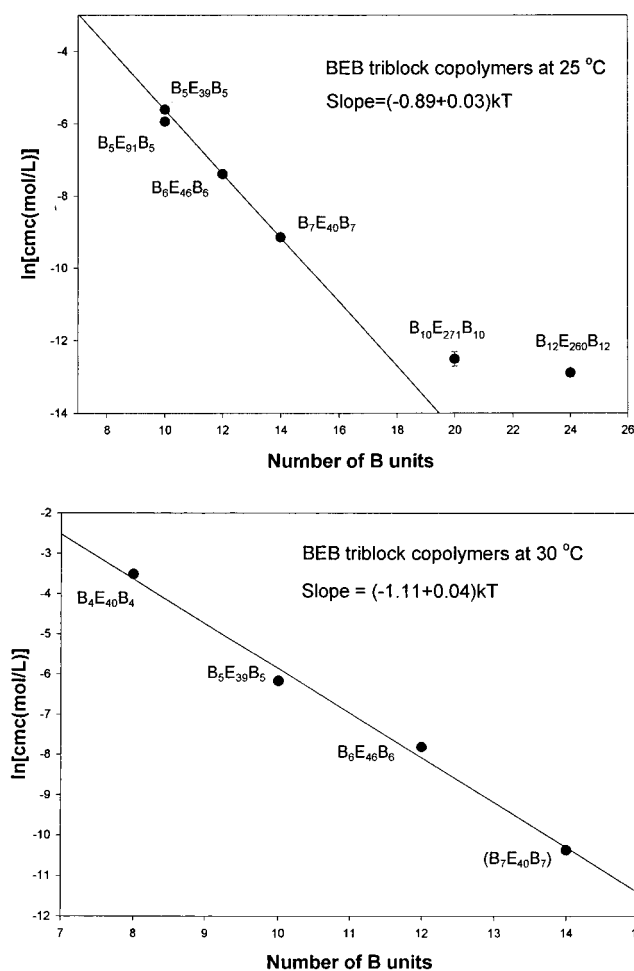 BEB triblock copolymers at 25 °C
Slope=(-0.89+0.03)kT
B5E39B5
B5E91B5
B6E46B6
B7E40B7
B10E271B10
B12E260B12
ln[cmc(mol/L)]
-4
-6
-8
-10
-12
-14
8 10 12 14 16 18 20 22 24 26
Number of B units
BEB triblock copolymers at 30 °C
Slope = (-1.11+0.04)kT
B4E40B4
B5E39B5
B6E46B6
(B7E40B7)
ln[cmc(mol/L)]
-2
-3
-4
-5
-6
-7
-8
-9
-10
-11
-12
7 8 9 10 11 12 13 14
Number of B units